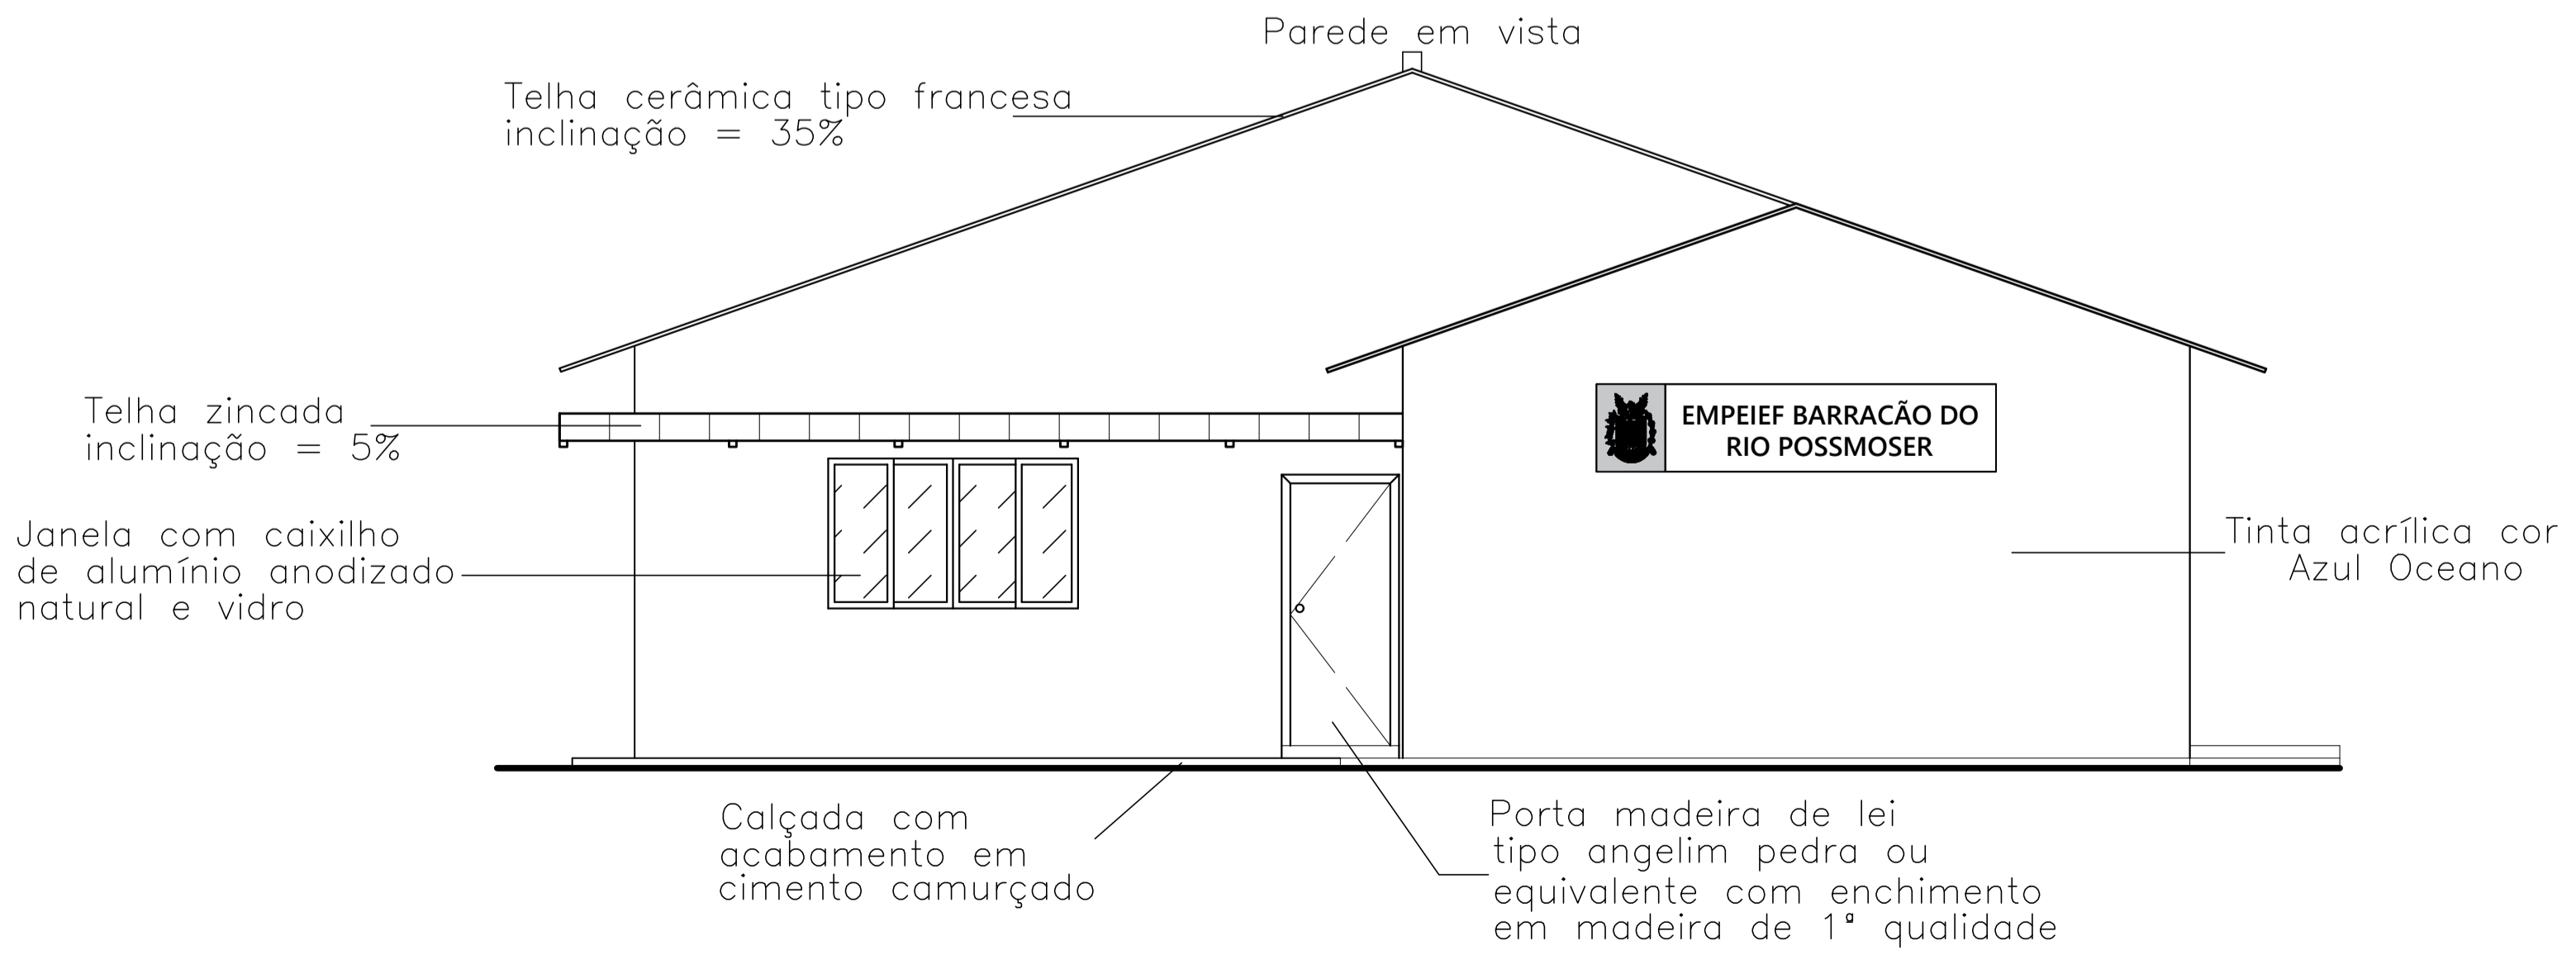 Parede em vista
Telha cerâmica tipo francesa
inclinação = 35%
Telha zincada
inclinação = 5%
EMPEIEF BARRACÃO DO
RIO POSSMOSER
Janela com caixilho
de alumínio anodizado
natural e vidro
Tinta acrílica cor
Azul Oceano
Calçada com
acabamento em
cimento camurçado
Porta madeira de lei
tipo angelim pedra ou
equivalente com enchimento
em madeira de 1ª qualidade